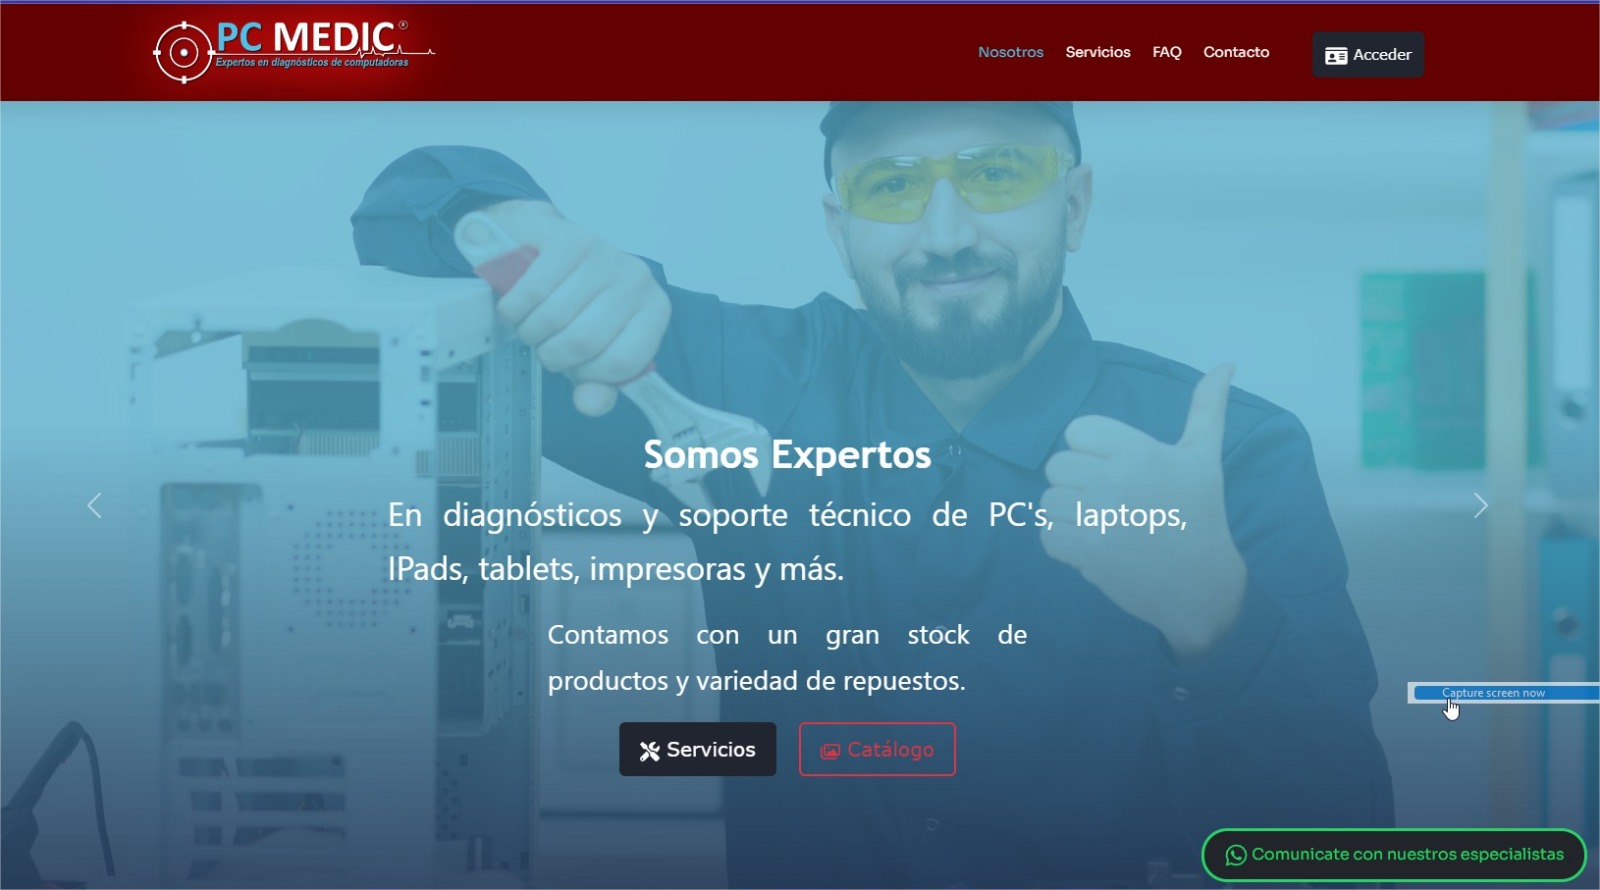 PC MEDIC®
Expertos en diagnósticos de computadoras
Nosotros Servicios FAQ Contacto Acceder
Somos Expertos
En diagnósticos y soporte técnico de PC's, laptops,
IPads, tablets, impresoras y más.
Contamos con un gran stock de
productos y variedad de repuestos.
Capture screen now
Servicios Catálogo
Comunicate con nuestros especialistas